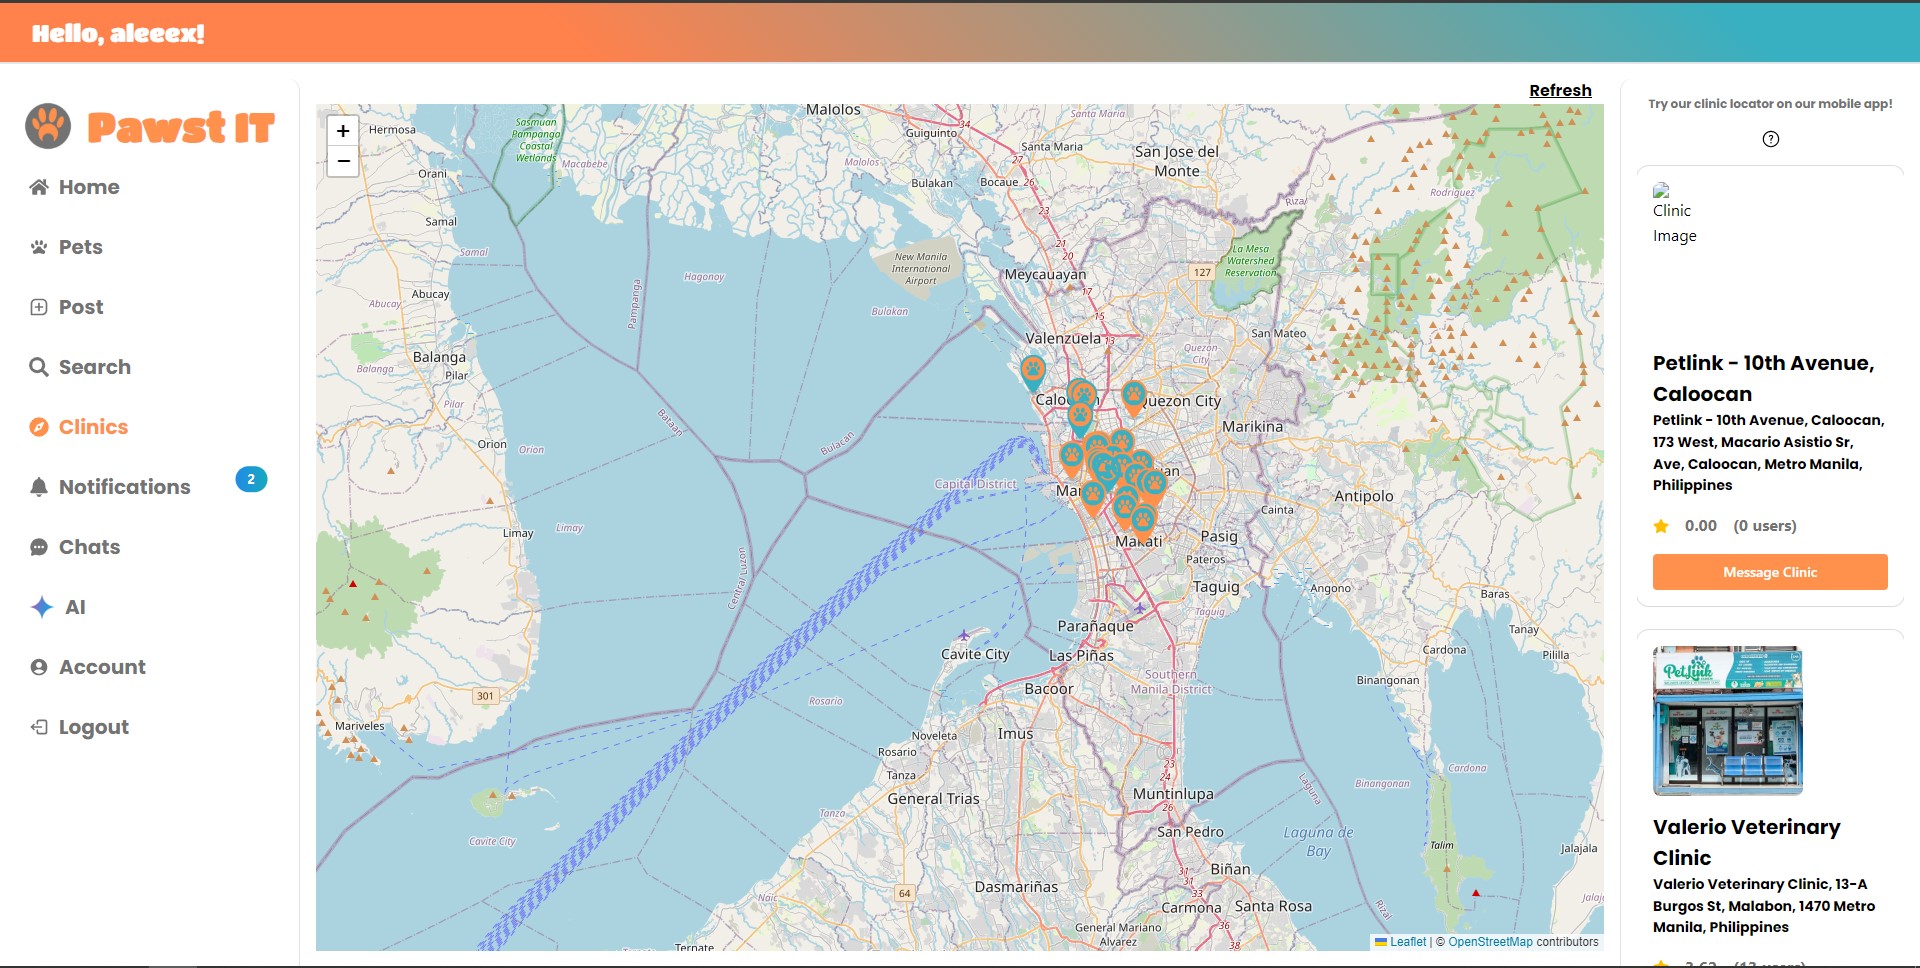 Hello, aleeex!
Pawst IT
Home
Pets
Post
Search
Clinics
Notifications 2
Chats
AI
Account
Logout
Refresh
+
−
Hermosa
Orani
Samal
Samal
Abucay
Abucay
Balanga
Balanga
Pilar
Pilar
Orion
Orion
Limay
Limay
Mariveles
301
Sasmuan
Pampanga
Coastal
Wetlands
Macabebe
Hagonoy
Pampanga
Bataan
Bulacan
Central Luzon
Capital District
Rosario
Tanza
Cavite City
Malolos
Guiguinto
34
Santa Maria
Malolos
27
Santa Maria
Bulakan
Bocaue
26
23
San Jose del
Monte
Rodriguez
Rizal
New Manila
International
Airport
Bulakan
21
20
Meycauayan
17
127
La Mesa
Watershed
Reservation
15
Valenzuela
13
San Mateo
Quezon
City
Quezon City
Marikina
Antipolo
Cainta
Makati
Pasig
Pateros
Taguig
Taguig
Angono
Baras
Tanay
Pililla
Cardona
Binangonan
Parañaque
Las Piñas
Cavite City
Bacoor
Southern
Manila District
Imus
Noveleta
Rosario
Tanza
General Trias
23
24
Muntinlupa
26
San Pedro
Laguna
Laguna de
Bay
Binangonan
Cardona
Talim
Jalajala
Biñan
31
31
33
Carmona
Santa Rosa
Rizal
Dasmariñas
64
Naic
Ternate
General Mariano
Alvarez
36
38
Leaflet | © OpenStreetMap contributors
Try our clinic locator on our mobile app!
?
Clinic
Image
Petlink - 10th Avenue,
Caloocan
Petlink - 10th Avenue, Caloocan,
173 West, Macario Asistio Sr,
Ave, Caloocan, Metro Manila,
Philippines
0.00 (0 users)
Message Clinic
PetLink
Valerio Veterinary
Clinic
Valerio Veterinary Clinic, 13-A
Burgos St, Malabon, 1470 Metro
Manila, Philippines